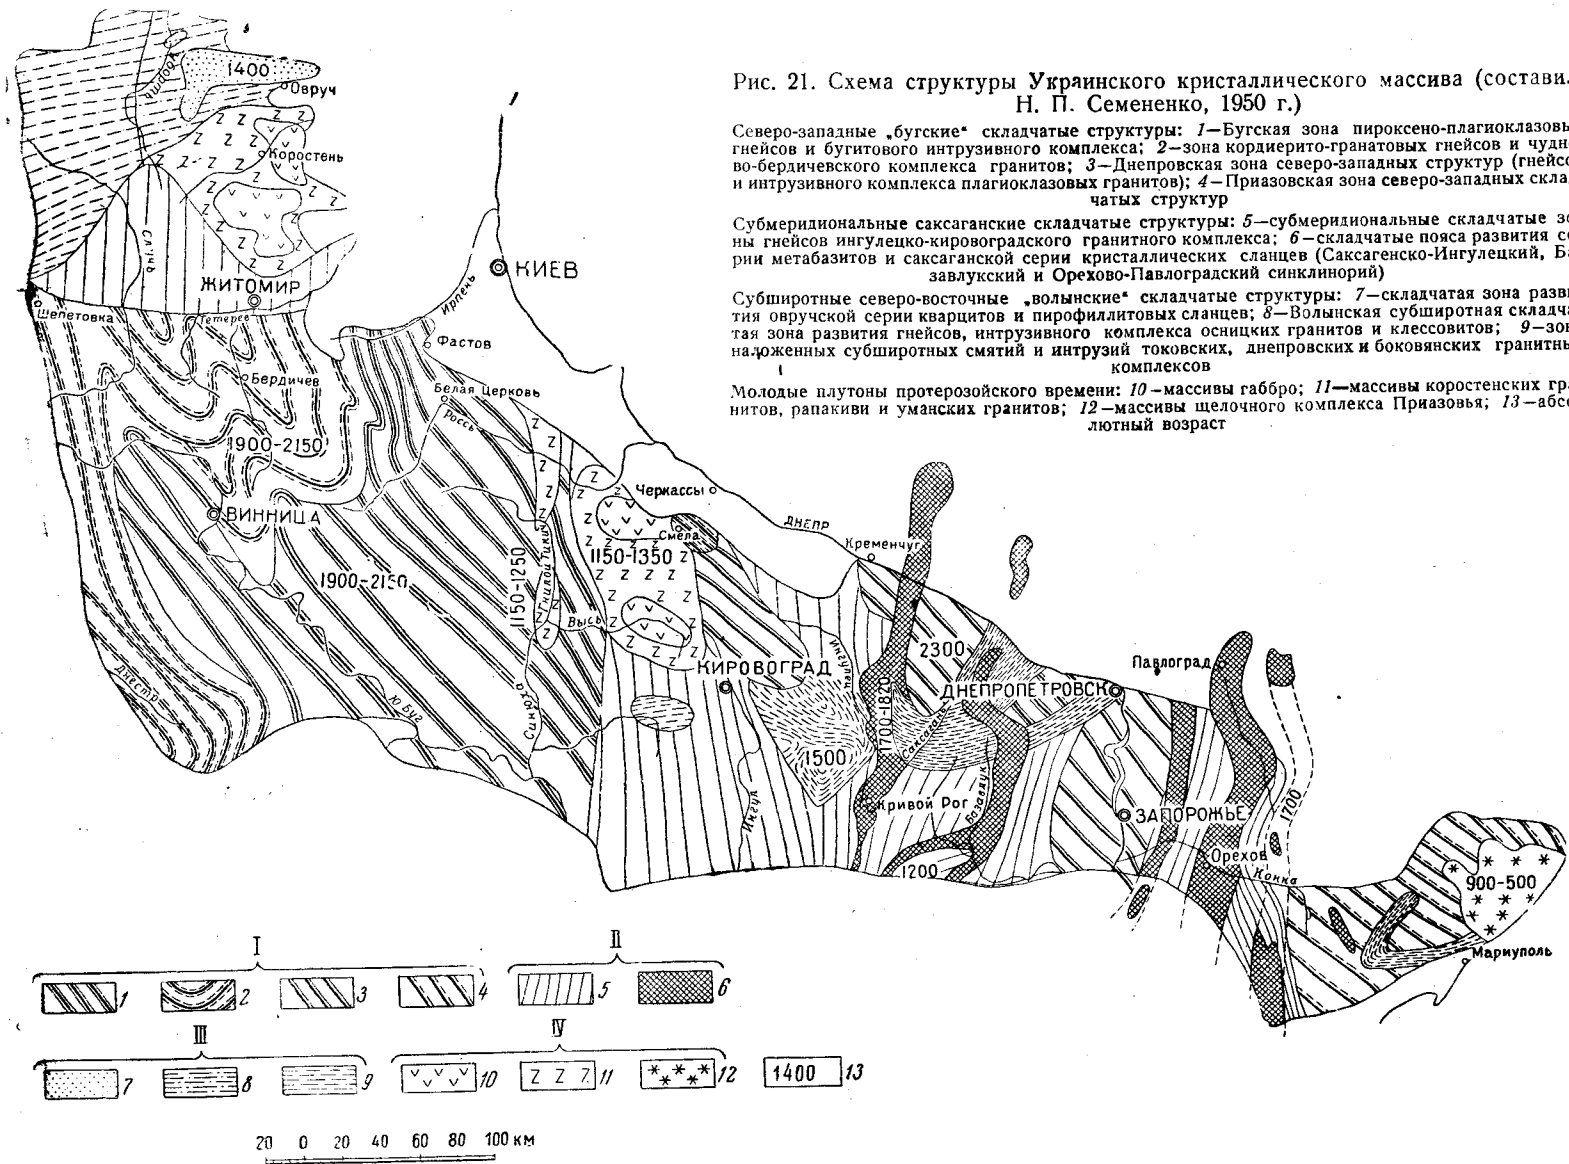 Рис. 21. Схема структуры Украинского кристаллического массива (состави
Н. П. Семененко, 1950 г.)
Северо-западные „бугские“ складчатые структуры: 1—Бугская зона пироксено-плагиоклазовы
гнейсов и бугитового интрузивного комплекса; 2—зона кордиерито-гранатовых гнейсов и чудн
во-бердичевского комплекса гранитов; 3—Днепровская зона северо-западных структур (гнейсо
и интрузивного комплекса плагиоклазовых гранитов); 4—Приазовская зона северо-западных скла
чатых структур
Субмеридиональные саксаганские складчатые структуры: 5—субмеридиональные складчатые зо
ны гнейсов ингулецко-кировоградского гранитного комплекса; 6—складчатые пояса развития се
рии метабазитов и саксаганской серии кристаллических сланцев (Саксагенско-Ингулецкий, Ба
завлукский и Орехово-Павлоградский синклинорий)
Субширотные северо-восточные „волынские“ складчатые структуры: 7—складчатая зона разви
тия овручской серии кварцитов и пирофиллитовых сланцев; 8—Волынская субширотная складча
тая зона развития гнейсов, интрузивного комплекса осницких гранитов и клессовитов; 9—зон
наложенных субширотных смятий и интрузий токовских, днепровских и боковянских гранитны
комплексов
Молодые плутоны протерозойского времени: 10—массивы габбро; 11—массивы коростенских гр
нитов, рапакиви и уманских гранитов; 12—массивы щелочного комплекса Приазовья; 13—абсо
лютный возраст
1400
Овруч
Коростень
Случь
КИЕВ
ЖИТОМИР
Шепетовка
Тетерев
Ирпень
Фастов
Бердичев
Белая Церковь
Россь
1900-2150
ВИННИЦА
Черкассы
ДНЕПР
Смела
Кременчуг
1150-1350
1900-2150
1150-1250
Гнилой Тикич
Высь
Ингулец
2300
Павлоград
КИРОВОГРАД
ДНЕПРОПЕТРОВСК
Днестр
Ю. Буг
Синюха
1700-1820
Саксагань
1500
Базавлук
Кривой Рог
Ингул
ЗАПОРОЖЬЕ
1700
Орехов
Конка
1200
900-500
Мариуполь
I II
1 2 3 4 5 6
III IV
7 8 9 10 11 12 1400 13
20 0 20 40 60 80 100 км